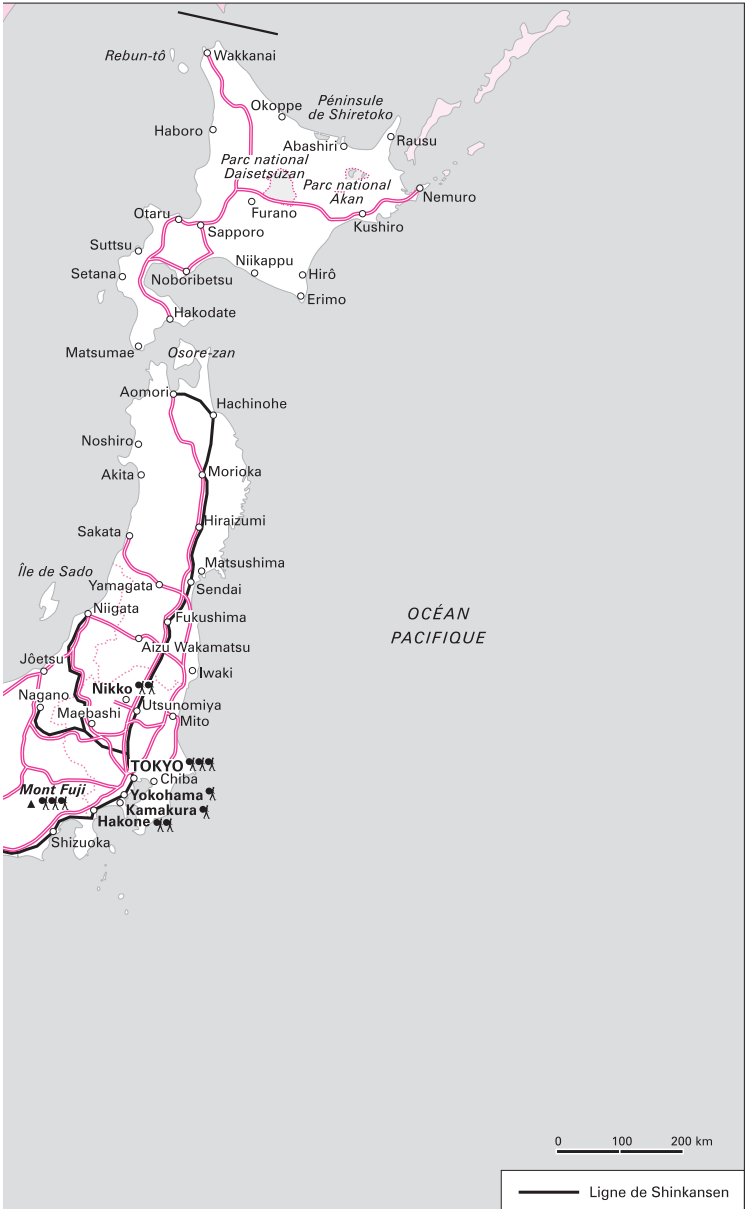 Rebun-tô
Wakkanai
Okoppe
Péninsule
de Shiretoko
Haboro
Abashiri
Rausu
Parc national
Daisetsuzan
Parc national
Akan
Nemuro
Otaru
Furano
Kushiro
Sapporo
Suttsu
Niikappu
Setana
Noboribetsu
Hirô
Erimo
Hakodate
Matsumae
Osore-zan
Aomori
Hachinohe
Noshiro
Akita
Morioka
Hiraizumi
Sakata
Matsushima
Île de Sado
Yamagata
Sendai
Niigata
Fukushima
OCÉAN
PACIFIQUE
Aizu Wakamatsu
Jôetsu
Iwaki
Nikko
Nagano
Utsunomiya
Maebashi
Mito
TOKYO
Chiba
Mont Fuji
Yokohama
Kamakura
Hakone
Shizuoka
0 100 200 km
Ligne de Shinkansen